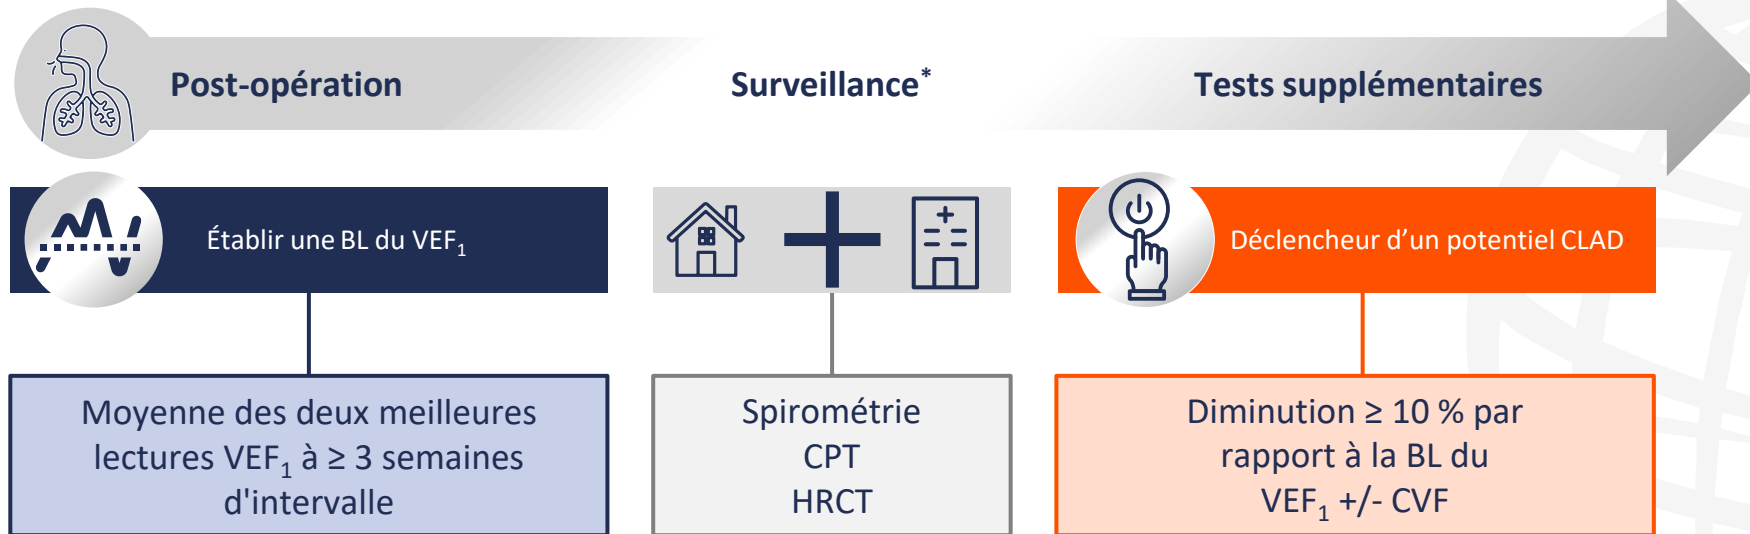 Post-opération
Surveillance*
Tests supplémentaires
Établir une BL du VEF₁
Déclencheur d’un potentiel CLAD
Moyenne des deux meilleures
lectures VEF₁ à ≥ 3 semaines
d'intervalle
Spirométrie
CPT
HRCT
Diminution ≥ 10 % par
rapport à la BL du
VEF₁ +/- CVF